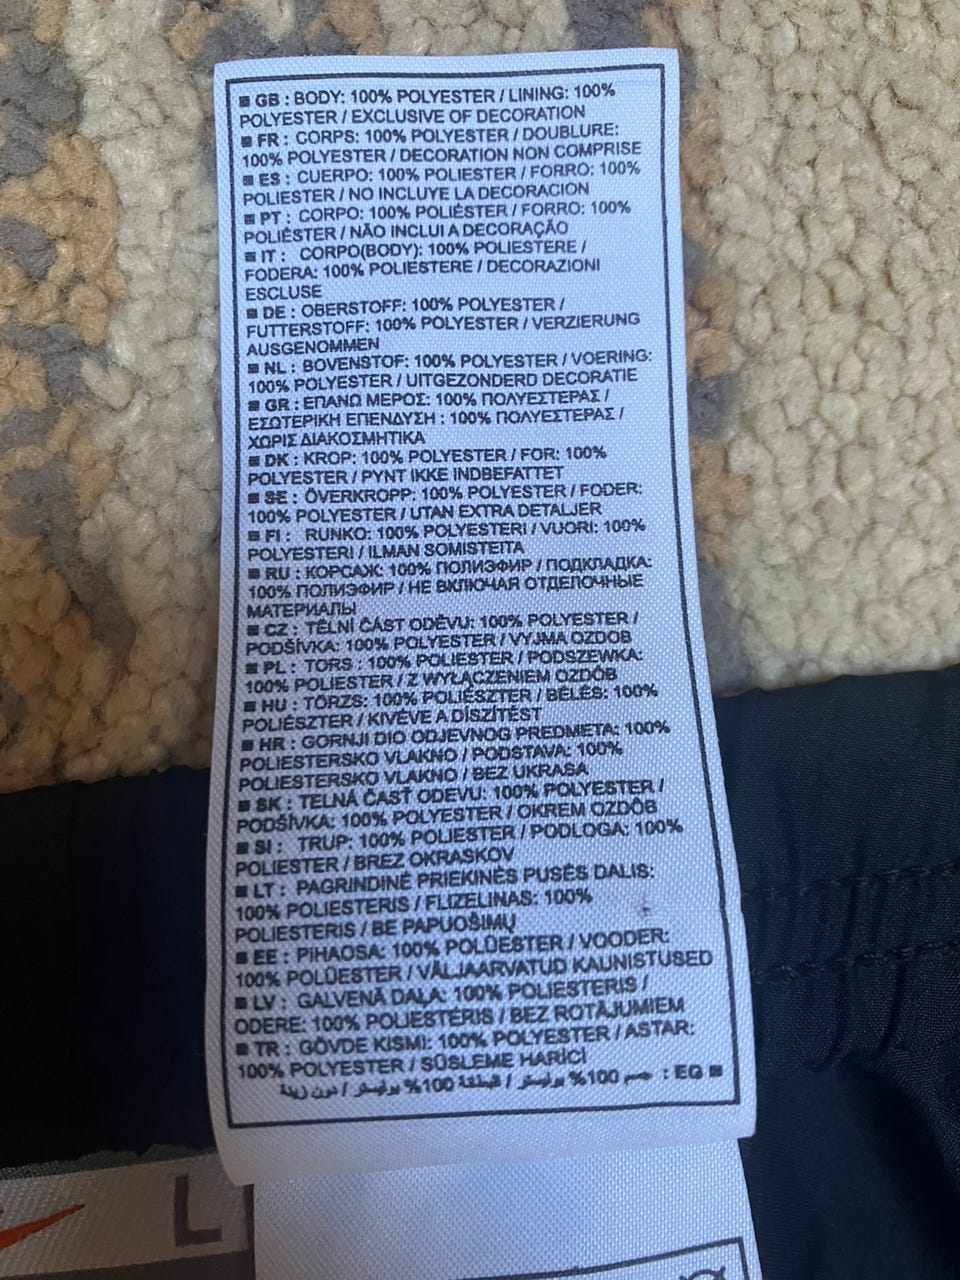 ■ GB : BODY: 100% POLYESTER / LINING: 100%
POLYESTER / EXCLUSIVE OF DECORATION
■ FR : CORPS: 100% POLYESTER / DOUBLURE:
100% POLYESTER / DECORATION NON COMPRISE
■ ES : CUERPO: 100% POLIESTER / FORRO: 100%
POLIESTER / NO INCLUYE LA DECORACION
■ PT : CORPO: 100% POLIÉSTER / FORRO: 100%
POLIÉSTER / NÃO INCLUI A DECORAÇÃO
■ IT : CORPO(BODY): 100% POLIESTERE /
FODERA: 100% POLIESTERE / DECORAZIONI
ESCLUSE
■ DE : OBERSTOFF: 100% POLYESTER /
FUTTERSTOFF: 100% POLYESTER / VERZIERUNG
AUSGENOMMEN
■ NL : BOVENSTOF: 100% POLYESTER / VOERING:
100% POLYESTER / UITGEZONDERD DECORATIE
■ GR : ΕΠΑΝΩ ΜΕΡΟΣ: 100% ΠΟΛΥΕΣΤΕΡΑΣ /
ΕΣΩΤΕΡΙΚΗ ΕΠΕΝΔΥΣΗ : 100% ΠΟΛΥΕΣΤΕΡΑΣ /
ΧΩΡΙΣ ΔΙΑΚΟΣΜΗΤΙΚΑ
■ DK : KROP: 100% POLYESTER / FOR: 100%
POLYESTER / PYNT IKKE INDBEFATTET
■ SE : ÖVERKROPP: 100% POLYESTER / FODER:
100% POLYESTER / UTAN EXTRA DETALJER
■ FI : RUNKO: 100% POLYESTERI / VUORI: 100%
POLYESTERI / ILMAN SOMISTEITA
■ RU : КОРСАЖ: 100% ПОЛИЭФИР / ПОДКЛАДКА:
100% ПОЛИЭФИР / НЕ ВКЛЮЧАЯ ОТДЕЛОЧНЫЕ
МАТЕРИАЛЫ
■ CZ : TĚLNÍ ČÁST ODĚVU: 100% POLYESTER /
PODŠÍVKA: 100% POLYESTER / VYJMA OZDOB
■ PL : TORS : 100% POLIESTER / PODSZEWKA:
100% POLIESTER / Z WYŁĄCZENIEM OZDÓB
■ HU : TÖRZS: 100% POLIÉSZTER / BÉLÉS: 100%
POLIÉSZTER / KIVÉVE A DÍSZÍTÉST
■ HR : GORNJI DIO ODJEVNOG PREDMETA: 100%
POLIESTERSKO VLAKNO / PODSTAVA: 100%
POLIESTERSKO VLAKNO / BEZ UKRASA
■ SK : TELNÁ ČASŤ ODEVU: 100% POLYESTER /
PODŠÍVKA: 100% POLYESTER / OKREM OZDÔB
■ SI : TRUP: 100% POLIESTER / PODLOGA: 100%
POLIESTER / BREZ OKRASKOV
■ LT : PAGRINDINĖ PRIEKINĖS PUSĖS DALIS:
100% POLIESTERIS / FLIZELINAS: 100%
POLIESTERIS / BE PAPUOŠIMŲ
■ EE : PIHAOSA: 100% POLÜESTER / VOODER:
100% POLÜESTER / VÄLJAARVATUD KAUNISTUSED
■ LV : GALVENĀ DAĻA: 100% POLIESTERIS /
ODERE: 100% POLIESTERIS / BEZ ROTĀJUMIEM
■ TR : GÖVDE KISMI: 100% POLYESTER / ASTAR:
100% POLYESTER / SÜSLEME HARİCİ
■ EG : جسم 100% بوليستر / البطانة 100% بوليستر / دون زينة
L